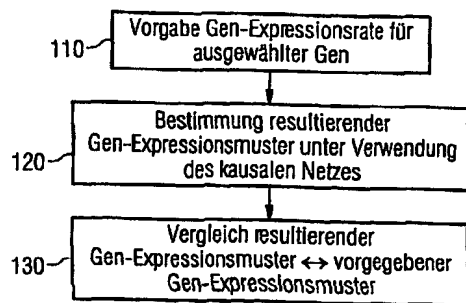 110
Vorgabe Gen-Expressionsrate für
ausgewählter Gen
120
Bestimmung resultierender
Gen-Expressionsmuster unter Verwendung
des kausalen Netzes
130
Vergleich resultierender
Gen-Expressionsmuster ↔ vorgegebener
Gen-Expressionsmuster